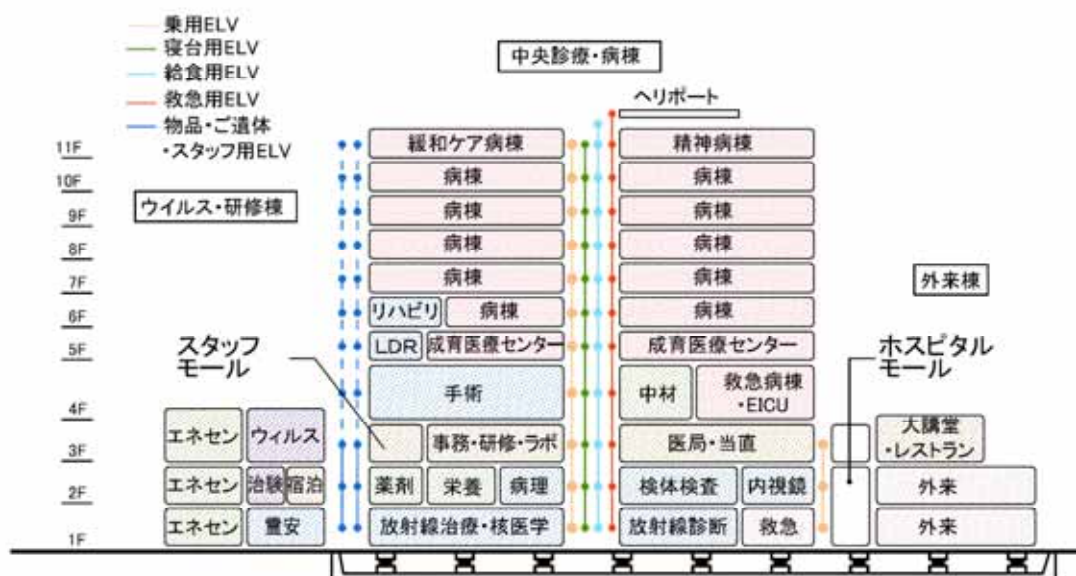 乗用ELV
寝台用ELV
給食用ELV
救急用ELV
物品・ご遺体
・スタッフ用ELV
中央診療・病棟
ヘリポート
11F
緩和ケア病棟
精神病棟
10F
病棟
病棟
ウイルス・研修棟
9F
病棟
病棟
8F
病棟
病棟
7F
病棟
病棟
外来棟
6F
リハビリ
病棟
病棟
5F
LDR
成育医療センター
成育医療センター
スタッフ
モール
ホスピタル
モール
4F
手術
中材
救急病棟
・EICU
3F
エネセン
ウィルス
事務・研修・ラボ
医局・当直
大講堂
・レストラン
2F
エネセン
治験
宿泊
薬剤
栄養
病理
検体検査
内視鏡
外来
1F
エネセン
霊安
放射線治療・核医学
放射線診断
救急
外来